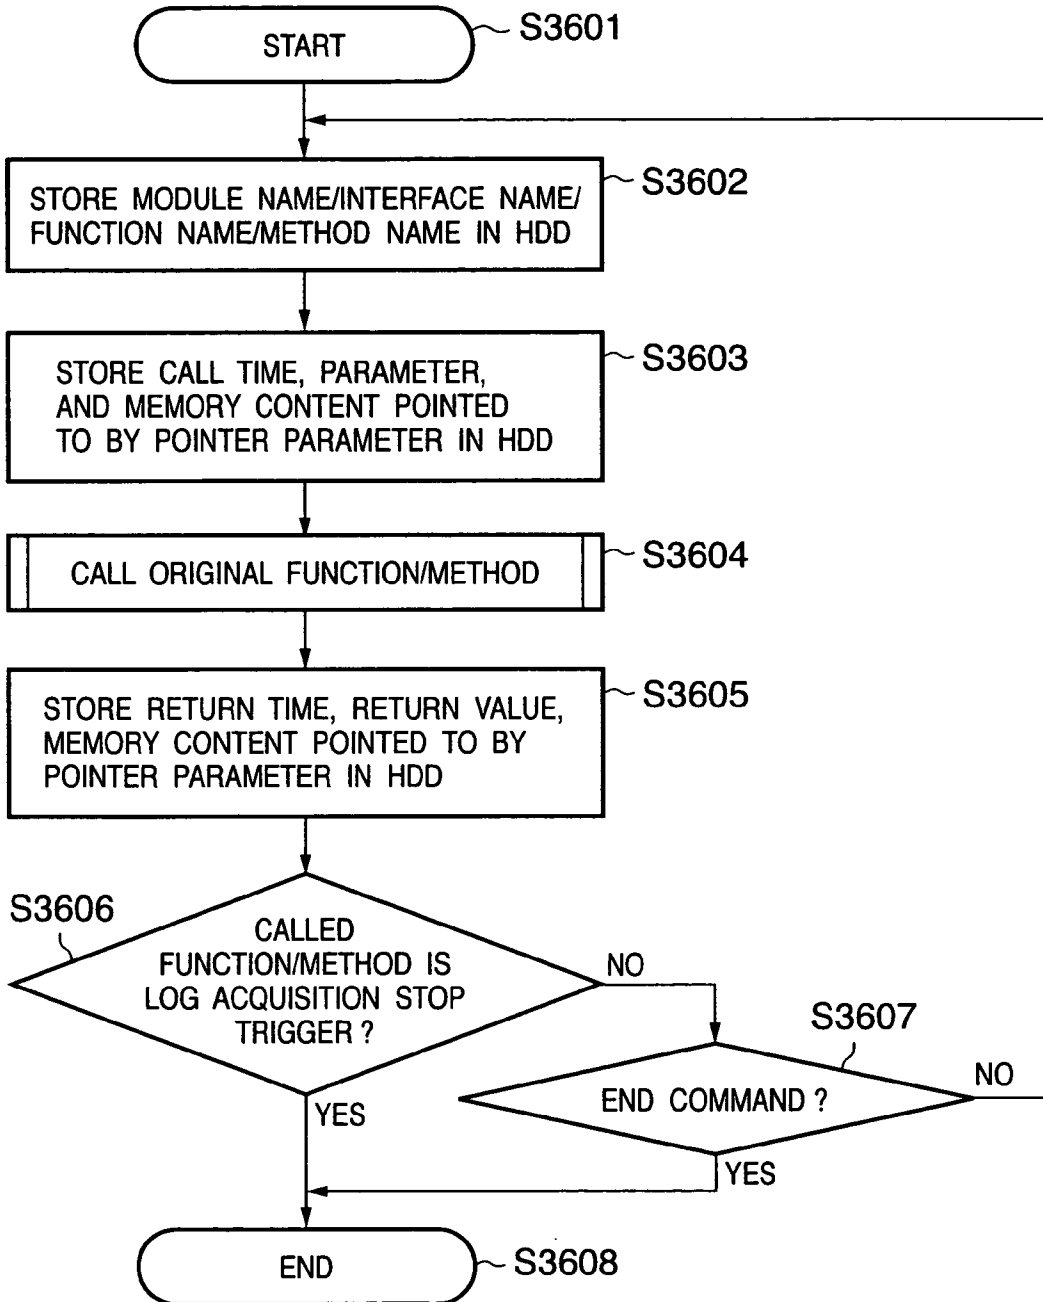 START
S3601
STORE MODULE NAME/INTERFACE NAME/
FUNCTION NAME/METHOD NAME IN HDD
S3602
STORE CALL TIME, PARAMETER,
AND MEMORY CONTENT POINTED
TO BY POINTER PARAMETER IN HDD
S3603
CALL ORIGINAL FUNCTION/METHOD
S3604
STORE RETURN TIME, RETURN VALUE,
MEMORY CONTENT POINTED TO BY
POINTER PARAMETER IN HDD
S3605
S3606
CALLED
FUNCTION/METHOD IS
LOG ACQUISITION STOP
TRIGGER ?
NO
YES
S3607
END COMMAND ?
NO
YES
END
S3608